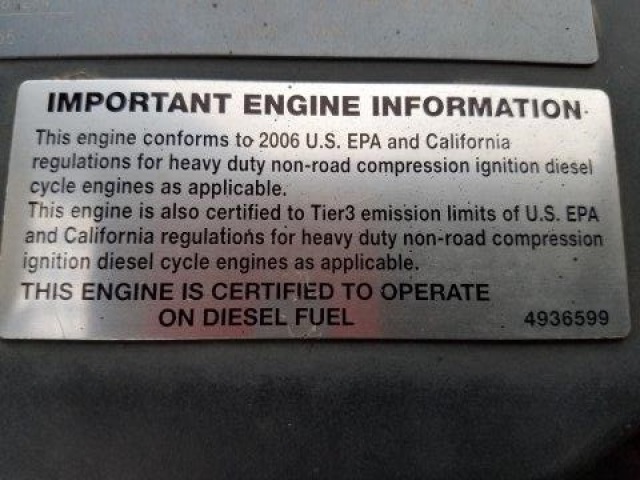 IMPORTANT ENGINE INFORMATION
This engine conforms to 2006 U.S. EPA and California
regulations for heavy duty non-road compression ignition diesel
cycle engines as applicable.
This engine is also certified to Tier3 emission limits of U.S. EPA
and California regulations for heavy duty non-road compression
ignition diesel cycle engines as applicable.
THIS ENGINE IS CERTIFIED TO OPERATE
ON DIESEL FUEL 4936599